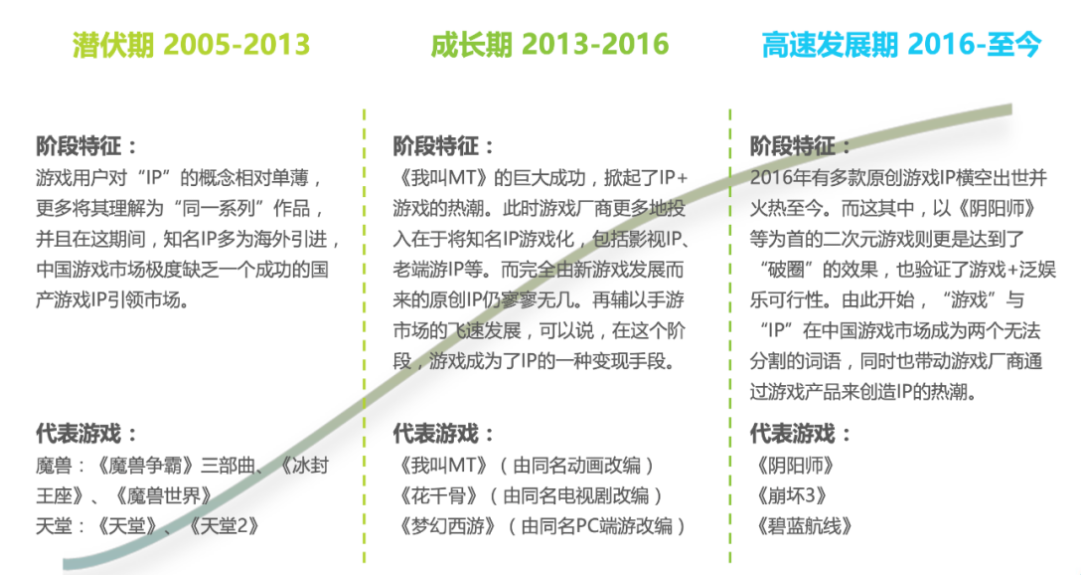 潜伏期 2005-2013
阶段特征：
游戏用户对“IP”的概念相对单薄，
更多将其理解为“同一系列”作品，
并且在这期间，知名IP多为海外引进，
中国游戏市场极度缺乏一个成功的国
产游戏IP引领市场。
代表游戏：
魔兽：《魔兽争霸》三部曲、《冰封
王座》、《魔兽世界》
天堂：《天堂》、《天堂2》
成长期 2013-2016
阶段特征：
《我叫MT》的巨大成功，掀起了IP+
游戏的热潮。此时游戏厂商更多地投
入在于将知名IP游戏化，包括影视IP、
老端游IP等。而完全由新游戏发展而
来的原创IP仍寥寥无几。再辅以手游
市场的飞速发展，可以说，在这个阶
段，游戏成为了IP的一种变现手段。
代表游戏：
《我叫MT》（由同名动画改编）
《花千骨》（由同名电视剧改编）
《梦幻西游》（由同名PC端游改编）
高速发展期 2016-至今
阶段特征：
2016年有多款原创游戏IP横空出世并
火热至今。而这其中，以《阴阳师》
等为首的二次元游戏则更是达到了
“破圈”的效果，也验证了游戏+泛娱
乐可行性。由此开始，“游戏”与
“IP”在中国游戏市场成为两个无法
分割的词语，同时也带动游戏厂商通
过游戏产品来创造IP的热潮。
代表游戏：
《阴阳师》
《崩坏3》
《碧蓝航线》